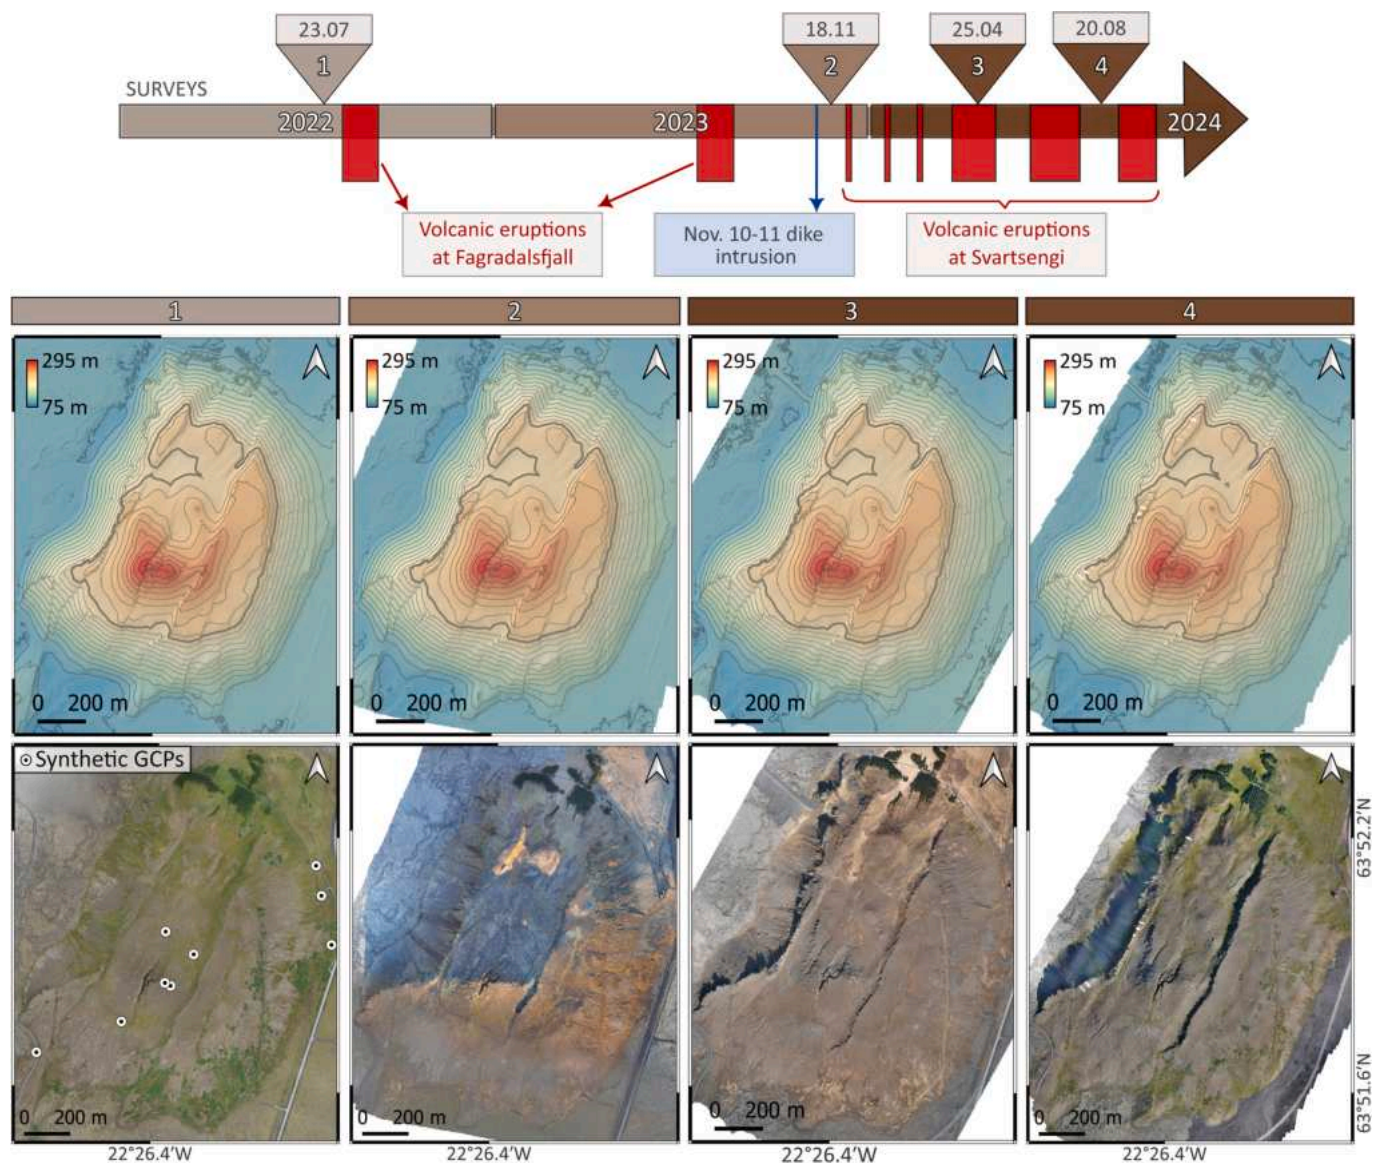 23.07
18.11
25.04
20.08
1
2
3
4
SURVEYS
2022
2023
2024
Volcanic eruptions
at Fagradalsfjall
Nov. 10-11 dike
intrusion
Volcanic eruptions
at Svartsengi
1
2
3
4
295 m
75 m
0 200 m
295 m
75 m
0 200 m
295 m
75 m
0 200 m
295 m
75 m
0 200 m
Synthetic GCPs
0 200 m
0 200 m
0 200 m
0 200 m
63°52.2'N
63°51.6'N
22°26.4'W
22°26.4'W
22°26.4'W
22°26.4'W